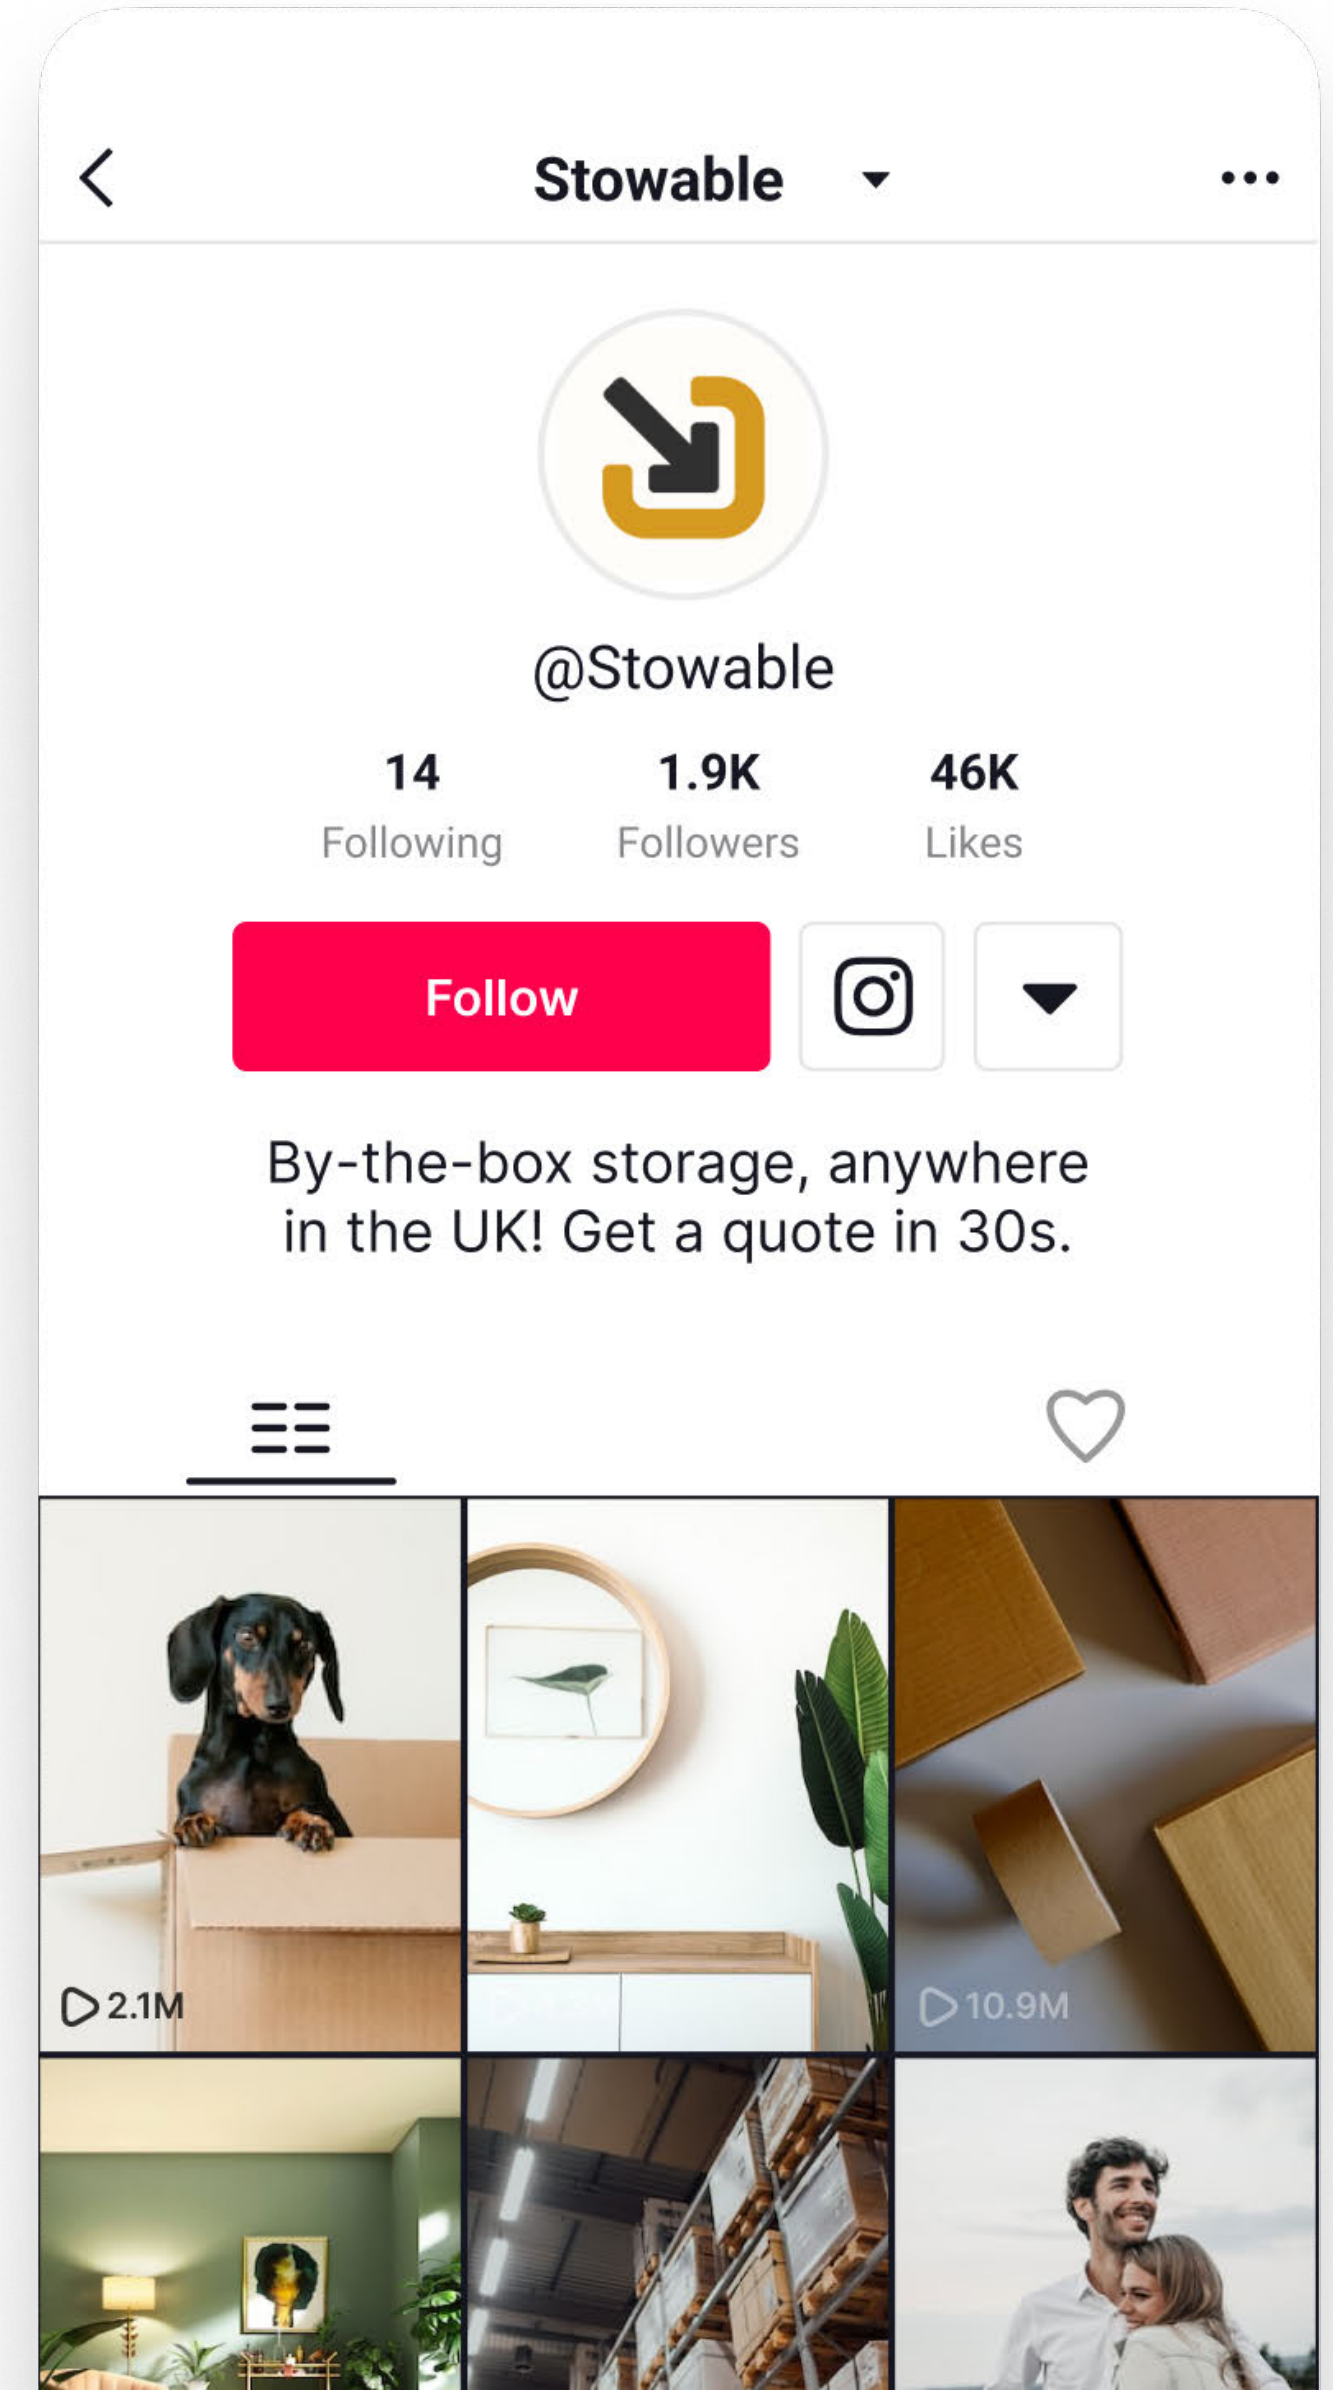 Stowable
@Stowable
14 1.9K 46K
Following Followers Likes
Follow
By-the-box storage, anywhere
in the UK! Get a quote in 30s.
2.1M
10.9M